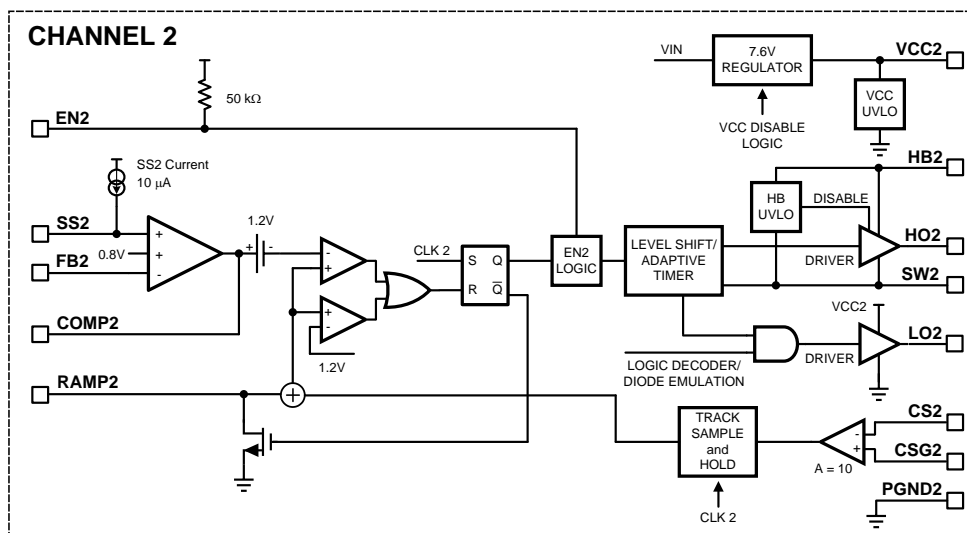 CHANNEL 2
VIN
7.6V
REGULATOR
VCC2
50 kΩ
VCC
UVLO
EN2
VCC DISABLE
LOGIC
HB2
SS2 Current
10 μA
HB
UVLO
DISABLE
SS2
1.2V
+ -
+
0.8V
+
FB2
-
-
+
CLK 2
S Q
R Q̅
EN2
LOGIC
LEVEL SHIFT/
ADAPTIVE
TIMER
DRIVER
HO2
SW2
+
-
1.2V
COMP2
VCC2
LO2
LOGIC DECODER/
DIODE EMULATION
DRIVER
RAMP2
+
TRACK
SAMPLE
and
HOLD
CS2
-
+
CSG2
A = 10
PGND2
CLK 2